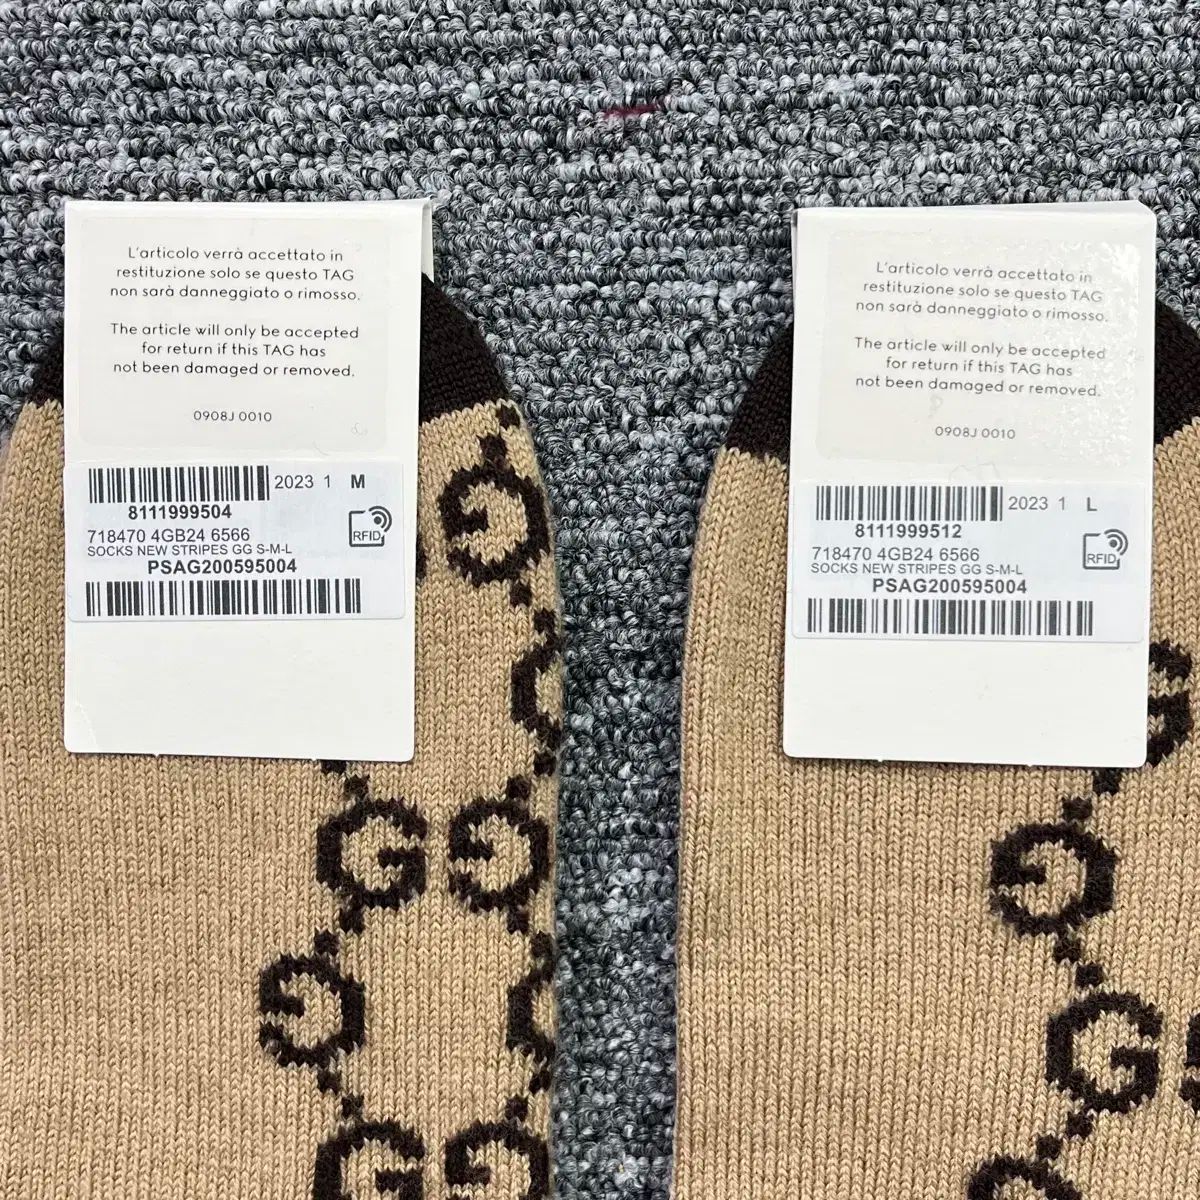 L'articolo verrà accettato in
restituzione solo se questo TAG
non sarà danneggiato o rimosso.
The article will only be accepted
for return if this TAG has
not been damaged or removed.
0908J 0010
2023 1 M
8111999504
718470 4GB24 6566
SOCKS NEW STRIPES GG S-M-L
PSAG200595004
RFID
L'articolo verrà accettato in
restituzione solo se questo TAG
non sarà danneggiato o rimosso.
The article will only be accepted
for return if this TAG has
not been damaged or removed.
0908J 0010
2023 1 L
8111999512
718470 4GB24 6566
SOCKS NEW STRIPES GG S-M-L
PSAG200595004
RFID